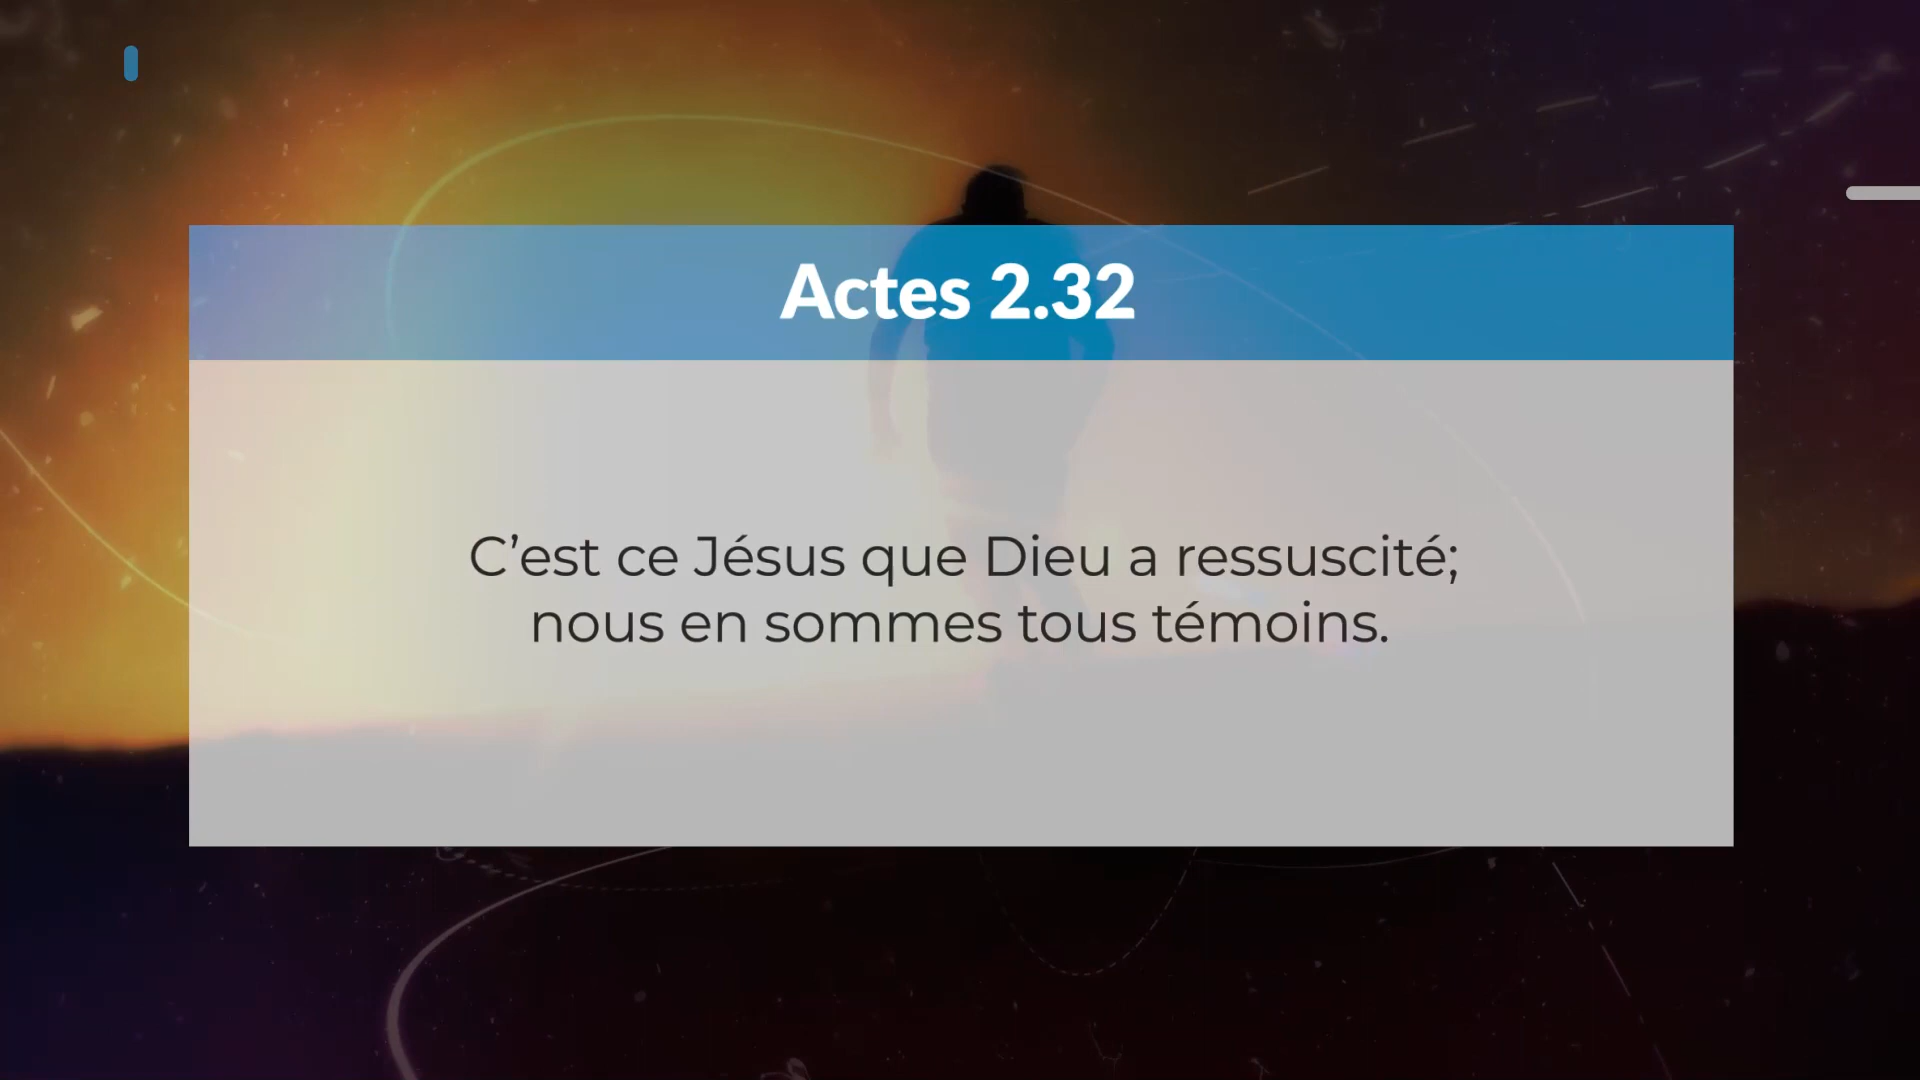 Actes 2.32
C’est ce Jésus que Dieu a ressuscité;
nous en sommes tous témoins.